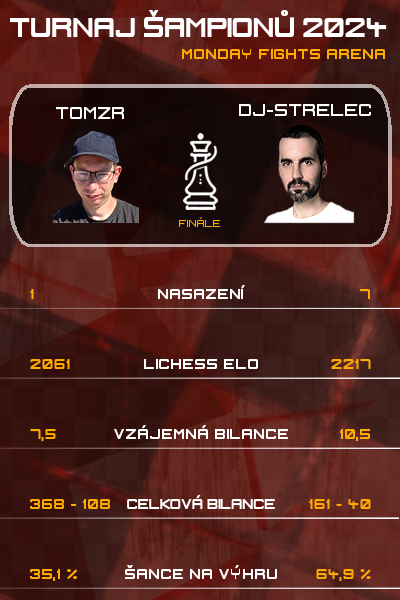 TURNAJ ŠAMPIONŮ 2024
MONDAY FIGHTS ARENA
TOMZR
DJ-STRELEC
FINÁLE
1 NASAZENÍ 7
2061 LICHESS ELO 2217
7,5 VZÁJEMNÁ BILANCE 10,5
368 - 108 CELKOVÁ BILANCE 161 - 40
35,1 % ŠANCE NA VÝHRU 64,9 %